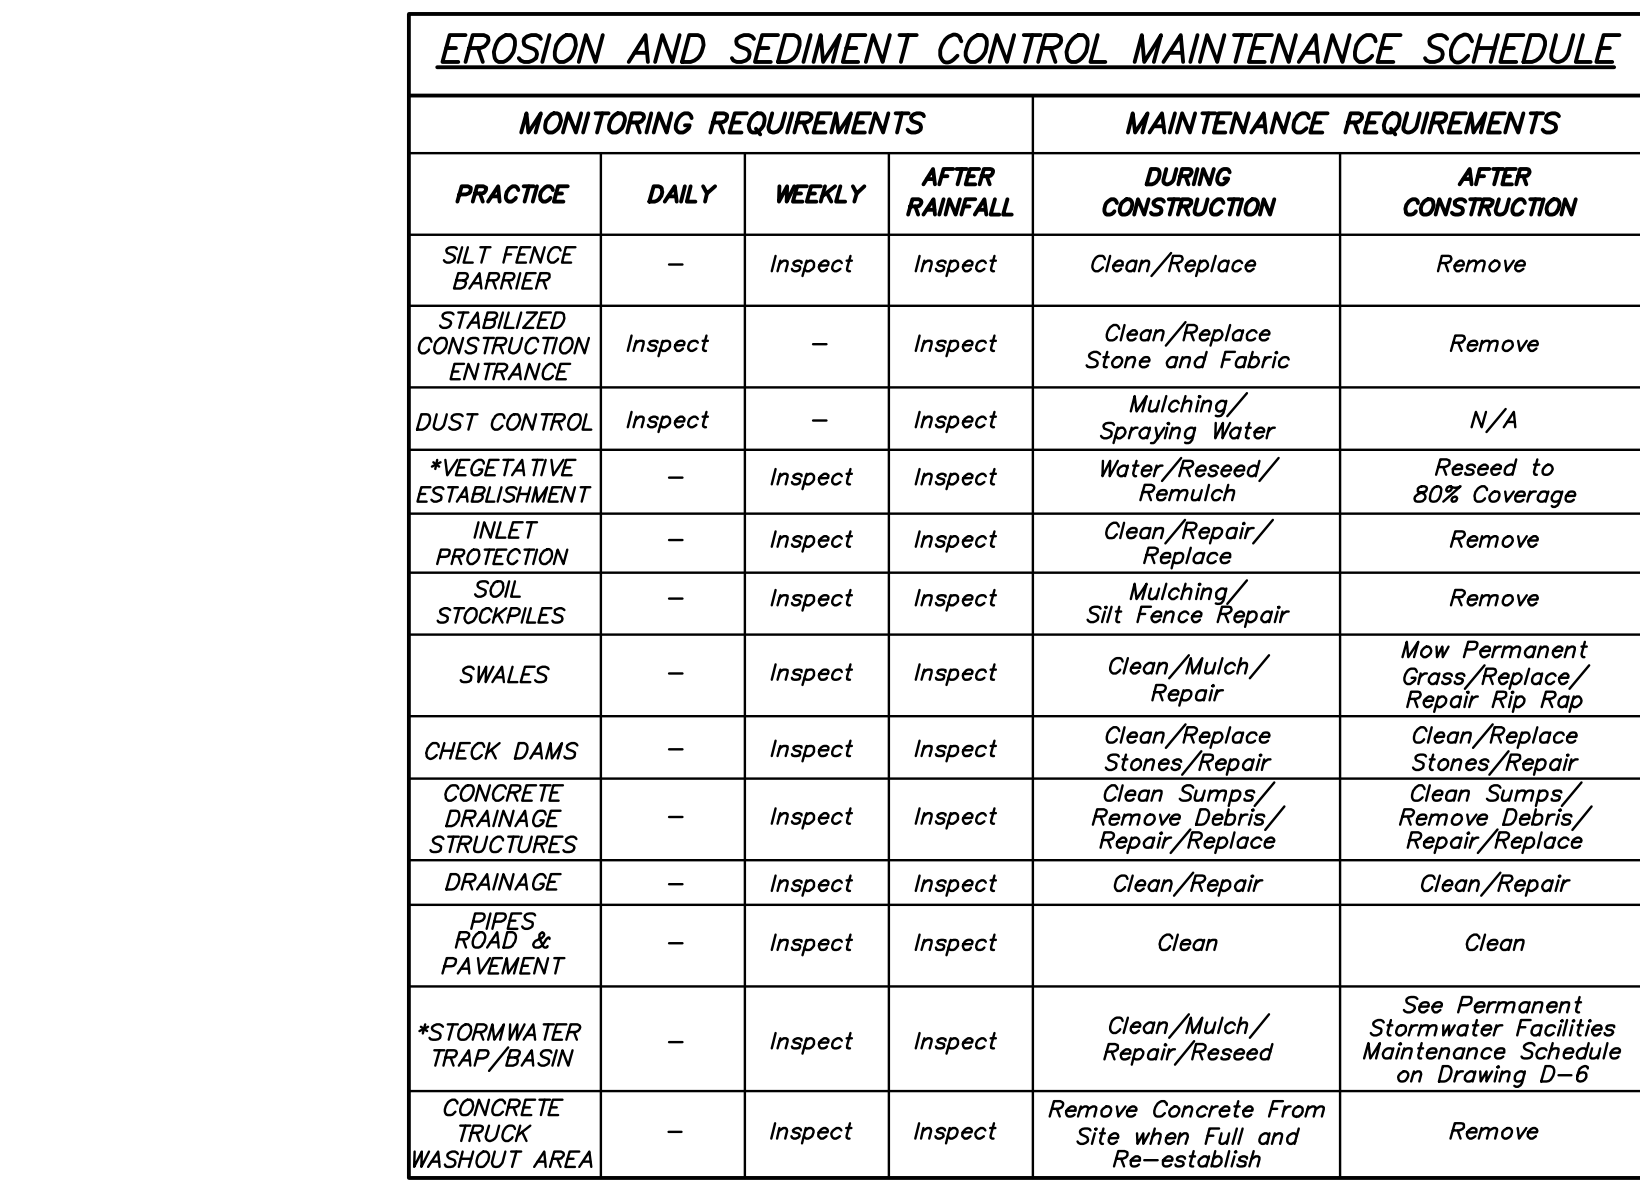 EROSION AND SEDIMENT CONTROL MAINTENANCE SCHEDULE
MONITORING REQUIREMENTS
MAINTENANCE REQUIREMENTS
PRACTICE
DAILY
WEEKLY
AFTER
RAINFALL
DURING
CONSTRUCTION
AFTER
CONSTRUCTION
SILT FENCE
BARRIER
–
Inspect
Inspect
Clean/Replace
Remove
STABILIZED
CONSTRUCTION
ENTRANCE
Inspect
–
Inspect
Clean/Replace
Stone and Fabric
Remove
DUST CONTROL
Inspect
–
Inspect
Mulching/
Spraying Water
N/A
*VEGETATIVE
ESTABLISHMENT
–
Inspect
Inspect
Water/Reseed/
Remulch
Reseed to
80% Coverage
INLET
PROTECTION
–
Inspect
Inspect
Clean/Repair/
Replace
Remove
SOIL
STOCKPILES
–
Inspect
Inspect
Mulching/
Silt Fence Repair
Remove
SWALES
–
Inspect
Inspect
Clean/Mulch/
Repair
Mow Permanent
Grass/Replace/
Repair Rip Rap
CHECK DAMS
–
Inspect
Inspect
Clean/Replace
Stones/Repair
Clean/Replace
Stones/Repair
CONCRETE
DRAINAGE
STRUCTURES
–
Inspect
Inspect
Clean Sumps/
Remove Debris/
Repair/Replace
Clean Sumps/
Remove Debris/
Repair/Replace
DRAINAGE
–
Inspect
Inspect
Clean/Repair
Clean/Repair
PIPES
ROAD &
PAVEMENT
–
Inspect
Inspect
Clean
Clean
*STORMWATER
TRAP/BASIN
–
Inspect
Inspect
Clean/Mulch/
Repair/Reseed
See Permanent
Stormwater Facilities
Maintenance Schedule
on Drawing D–6
CONCRETE
TRUCK
WASHOUT AREA
–
Inspect
Inspect
Remove Concrete From
Site when Full and
Re–establish
Remove